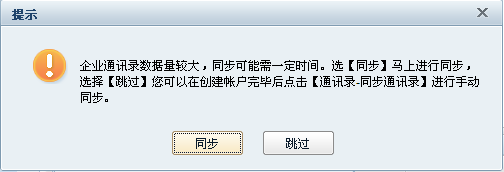 提示
企业通讯录数据量较大，同步可能需一定时间。选【同步】马上进行同步，
选择【跳过】您可以在创建帐户完毕后点击【通讯录-同步通讯录】进行手动
同步。
同步
跳过